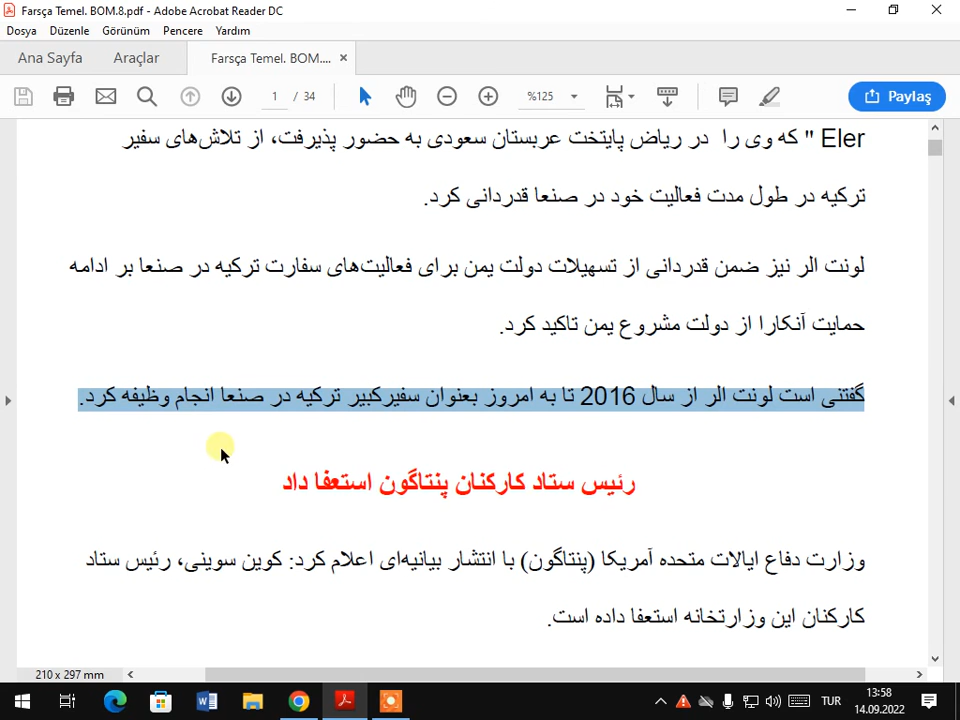 Farsça Temel. BOM.8.pdf - Adobe Acrobat Reader DC
Dosya Düzenle Görünüm Pencere Yardım
Ana Sayfa Araçlar Farsça Temel. BOM....
1 / 34 %125 Paylaş
Eler " که وی را در ریاض پایتخت عربستان سعودی به حضور پذیرفت، از تلاش‌های سفیر
ترکیه در طول مدت فعالیت خود در صنعا قدردانی کرد.
لونت الر نیز ضمن قدردانی از تسهیلات دولت یمن برای فعالیت‌های سفارت ترکیه در صنعا بر ادامه
حمایت آنکارا از دولت مشروع یمن تاکید کرد.
گفتنی است لونت الر از سال 2016 تا به امروز بعنوان سفیرکبیر ترکیه در صنعا انجام وظیفه کرد.
رئیس ستاد کارکنان پنتاگون استعفا داد
وزارت دفاع ایالات متحده آمریکا (پنتاگون) با انتشار بیانیه‌ای اعلام کرد: کوین سوینی، رئیس ستاد
کارکنان این وزارتخانه استعفا داده است.
210 x 297 mm
TUR
13:58
14.09.2022